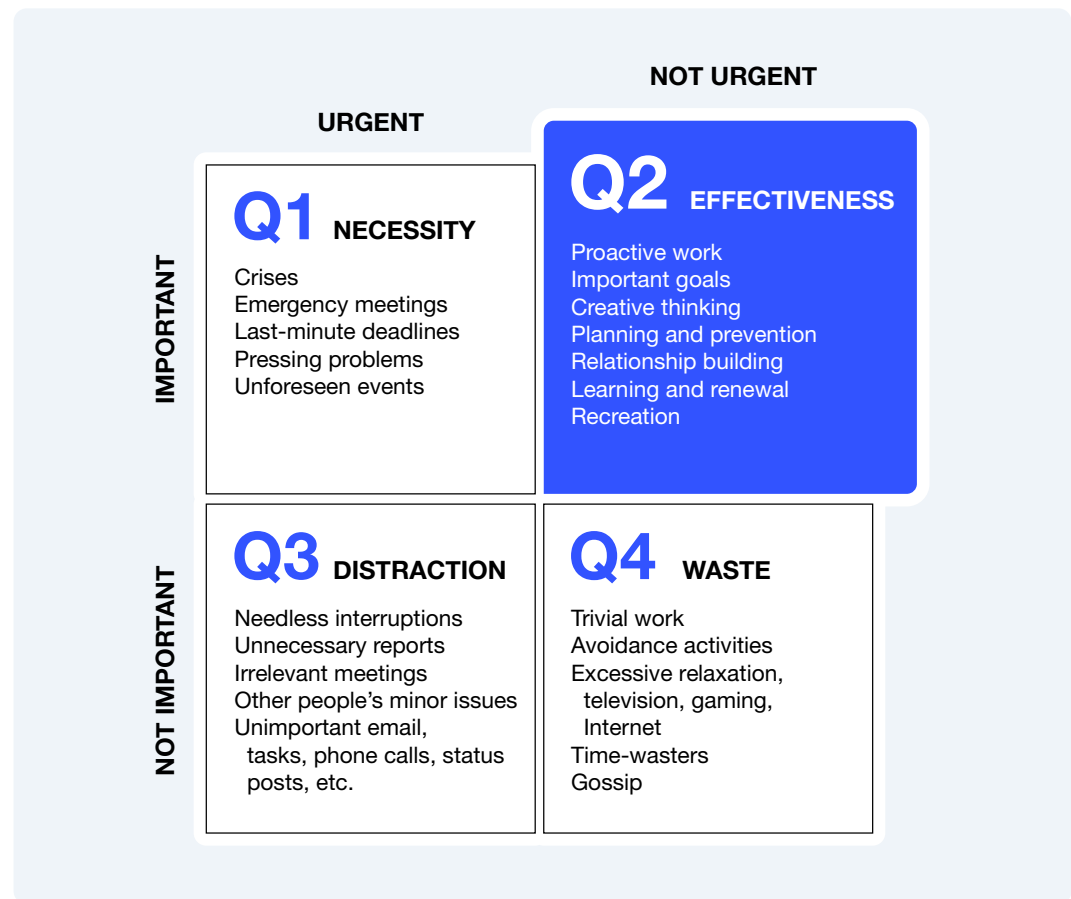 NOT URGENT
URGENT
IMPORTANT
Q1 NECESSITY
Crises
Emergency meetings
Last-minute deadlines
Pressing problems
Unforeseen events
Q2 EFFECTIVENESS
Proactive work
Important goals
Creative thinking
Planning and prevention
Relationship building
Learning and renewal
Recreation
NOT IMPORTANT
Q3 DISTRACTION
Needless interruptions
Unnecessary reports
Irrelevant meetings
Other people’s minor issues
Unimportant email,
tasks, phone calls, status
posts, etc.
Q4 WASTE
Trivial work
Avoidance activities
Excessive relaxation,
television, gaming,
Internet
Time-wasters
Gossip